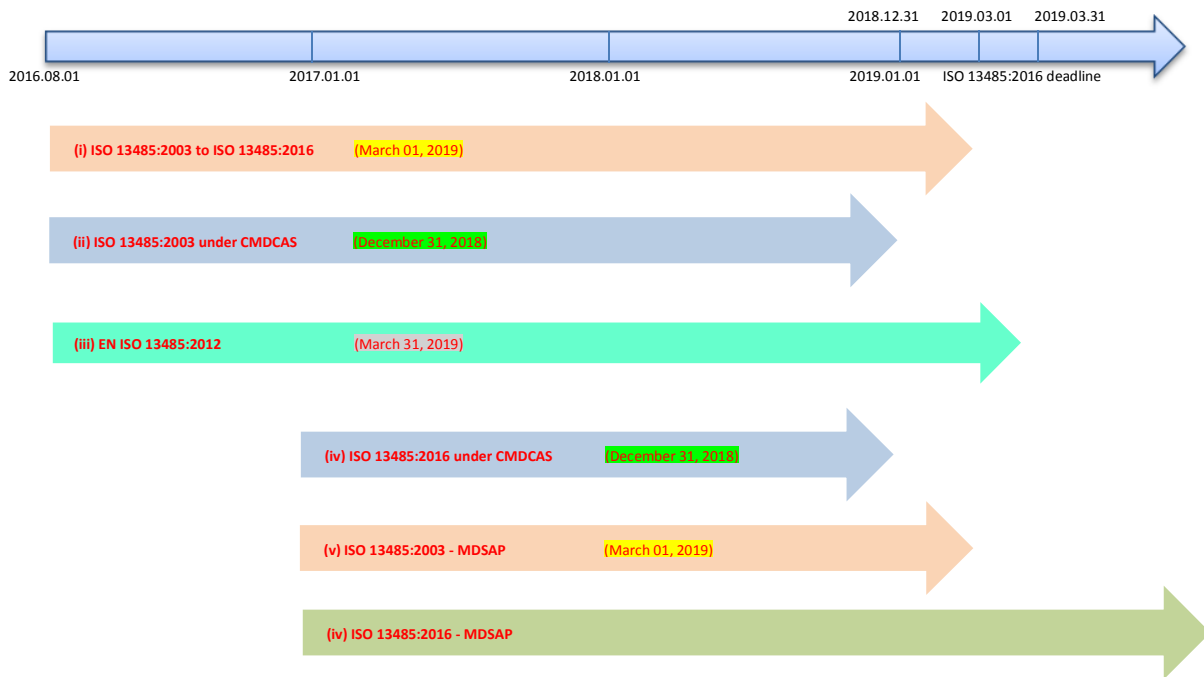 2018.12.31 2019.03.01 2019.03.31
2016.08.01 2017.01.01 2018.01.01 2019.01.01 ISO 13485:2016 deadline
(i) ISO 13485:2003 to ISO 13485:2016 (March 01, 2019)
(ii) ISO 13485:2003 under CMDCAS (December 31, 2018)
(iii) EN ISO 13485:2012 (March 31, 2019)
(iv) ISO 13485:2016 under CMDCAS (December 31, 2018)
(v) ISO 13485:2003 - MDSAP (March 01, 2019)
(iv) ISO 13485:2016 - MDSAP